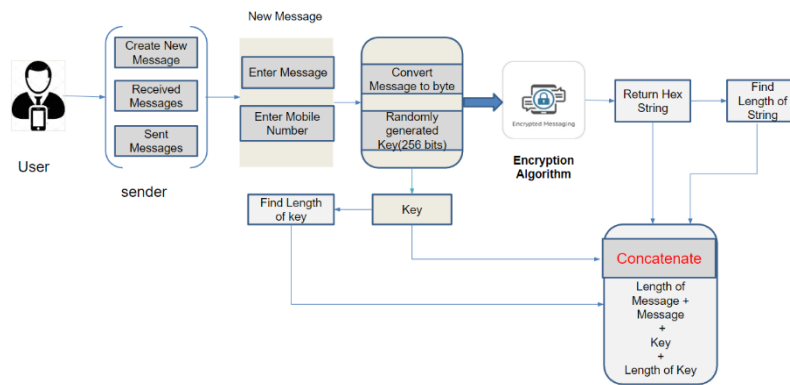 New Message
Create New
Message
Received
Messages
Sent
Messages
User
sender
Enter Message
Enter Mobile
Number
Convert
Message to byte
Randomly
generated
Key(256 bits)
Encrypted Messaging
Encryption
Algorithm
Return Hex
String
Find
Length of
String
Find Length
of key
Key
Concatenate
Length of
Message +
Message
+
Key
+
Length of Key